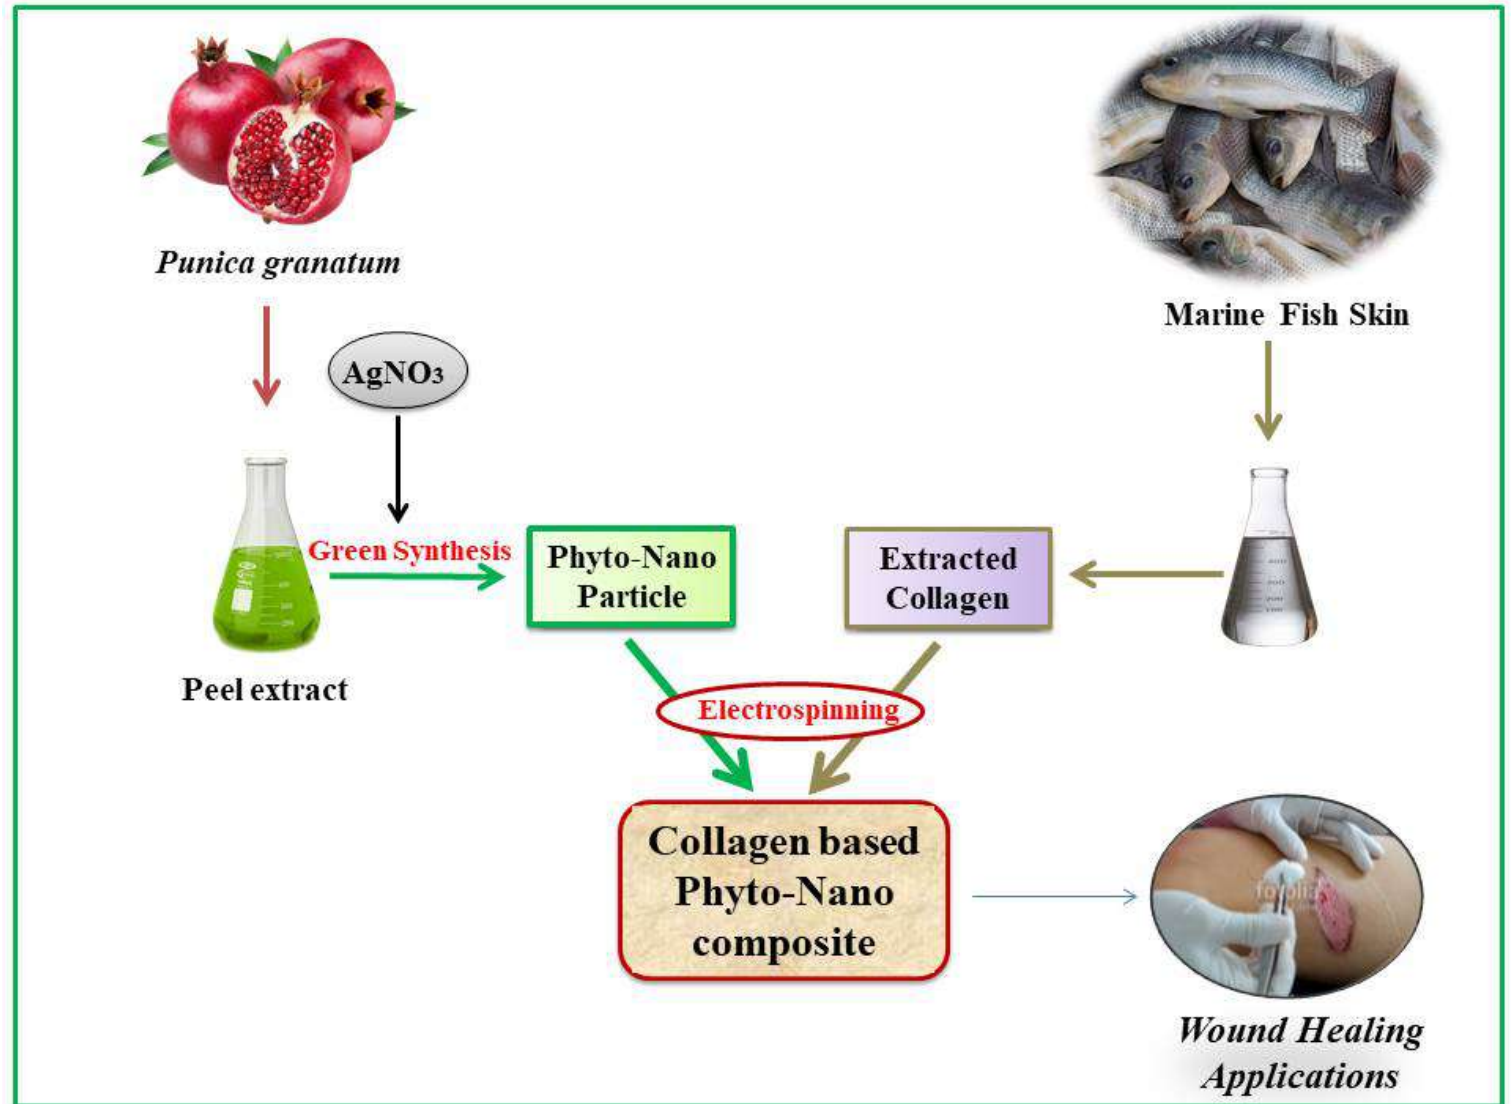 Punica granatum
Marine Fish Skin
AgNO3
Green Synthesis
Phyto-Nano
Particle
Extracted
Collagen
Peel extract
Electrospinning
Collagen based
Phyto-Nano
composite
Wound Healing
Applications